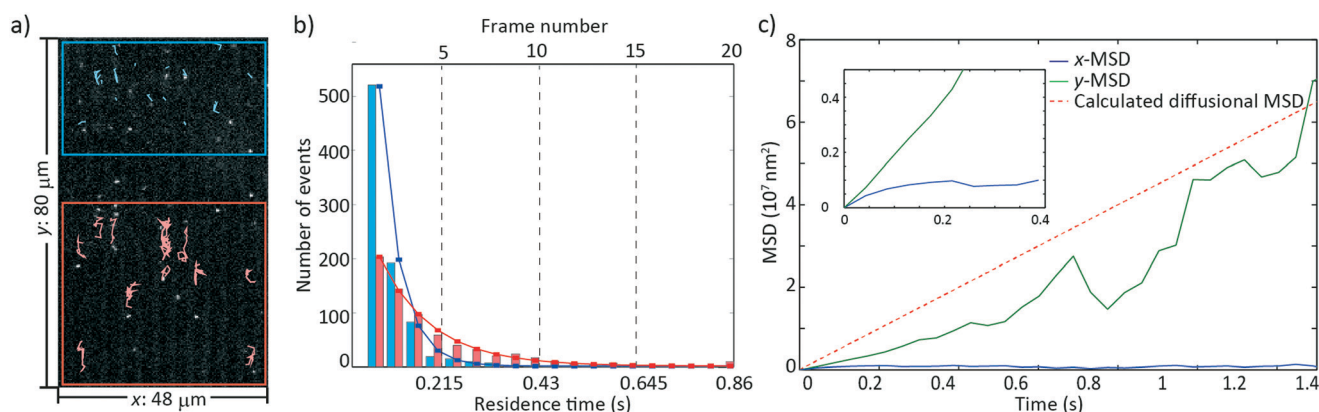 a)
y: 80 μm
x: 48 μm
b)
Frame number
5
10
15
20
Number of events
500
400
300
200
100
0
0.215
0.43
0.645
0.86
Residence time (s)
c)
MSD (10⁷ nm²)
8
6
4
2
0
0
0.2
0.4
0.6
0.8
1
1.2
1.4
Time (s)
x-MSD
y-MSD
Calculated diffusional MSD
0.4
0.2
0
0
0.2
0.4